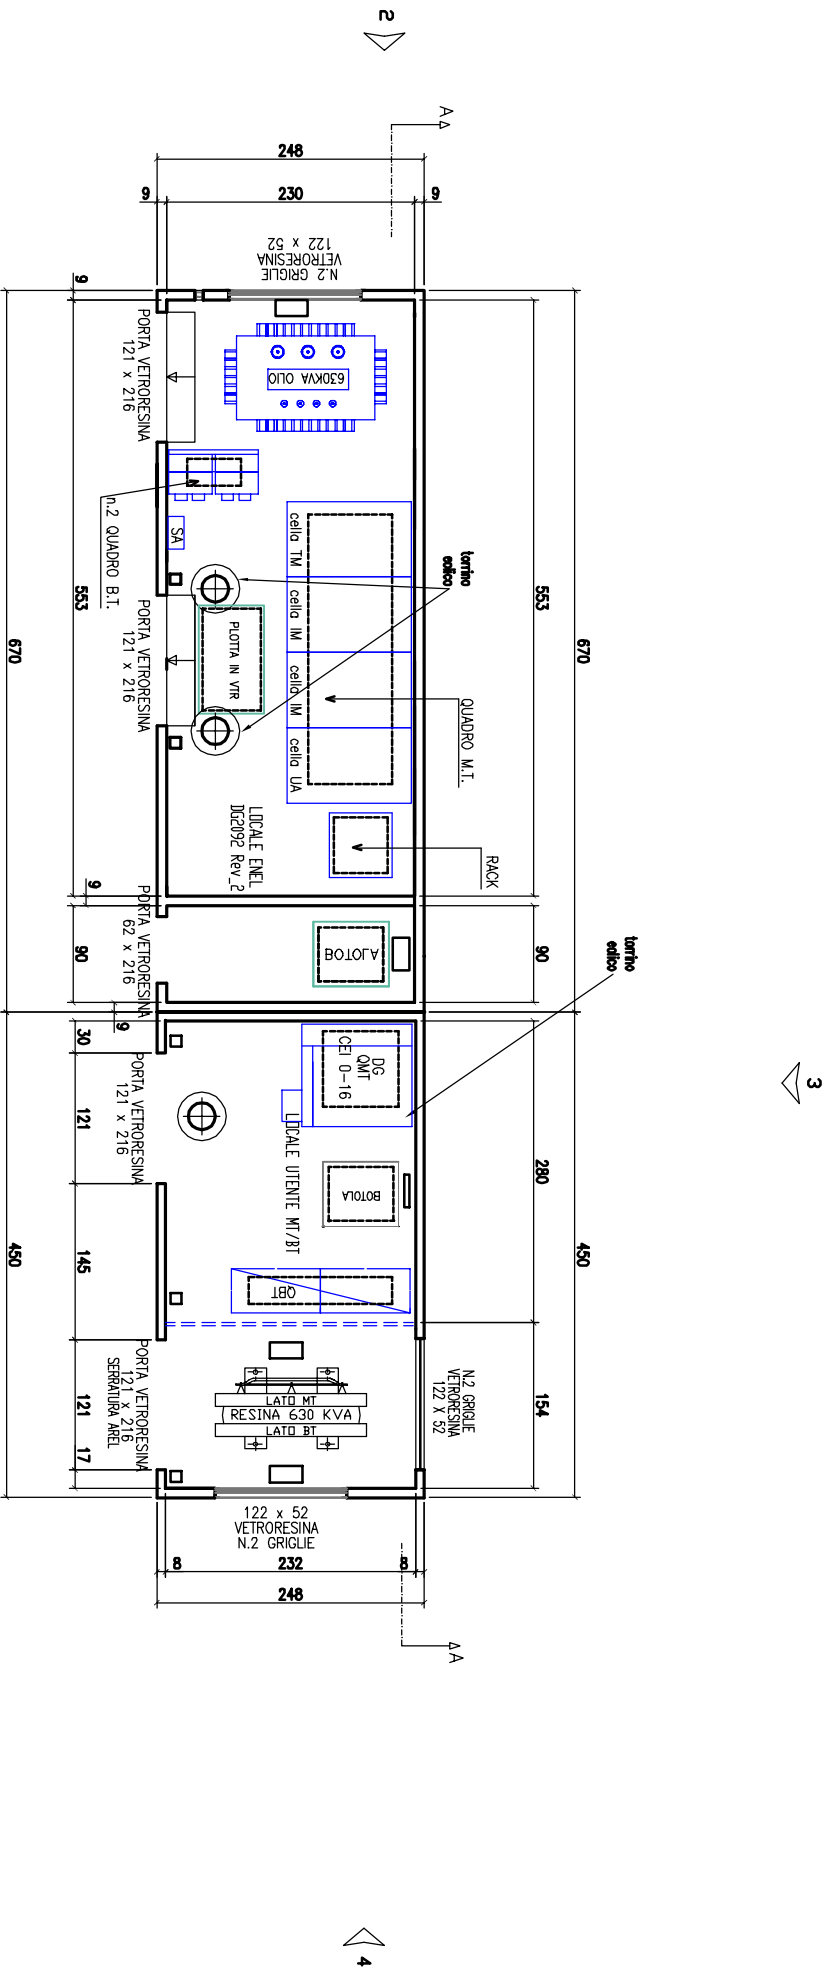 2
A
248
9
230
9
N.2 GRIGLIE
VETRORESINA
122 x 52
9
PORTA VETRORESINA
121 x 216
630KVA OLIO
n.2 QUADRO B.T.
SA
cella TM
cella IM
cella IM
cella UA
torrino
eolico
553
553
670
670
PORTA VETRORESINA
121 x 216
PLOTTA IN VTR
QUADRO M.T.
LOCALE ENEL
DG2092 Rev_2
RACK
9
PORTA VETRORESINA
62 x 216
90
90
BOTOLA
torrino
eolico
9
30
PORTA VETRORESINA
121 x 216
121
DG
QMT
CEI 0-16
3
LOCALE UTENTE MT/BT
BOTOLA
280
450
450
145
QBT
PORTA VETRORESINA
121 x 216
SERRATURA AREL
121
17
LATO MT
RESINA 630 KVA
LATO BT
N.2 GRIGLIE
VETRORESINA
122 X 52
154
122 x 52
VETRORESINA
N.2 GRIGLIE
8
232
8
248
A
4